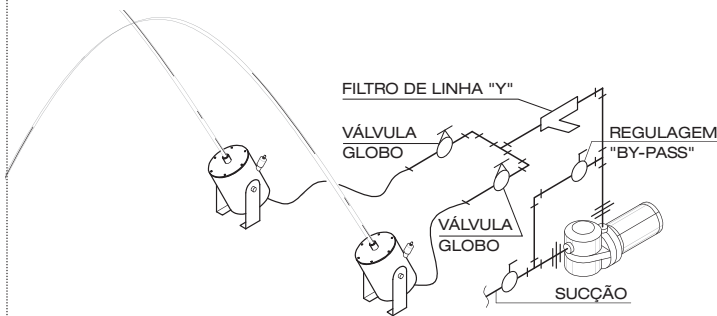 FILTRO DE LINHA "Y"
VÁLVULA
GLOBO
REGULAGEM
"BY-PASS"
VÁLVULA
GLOBO
SUCÇÃO